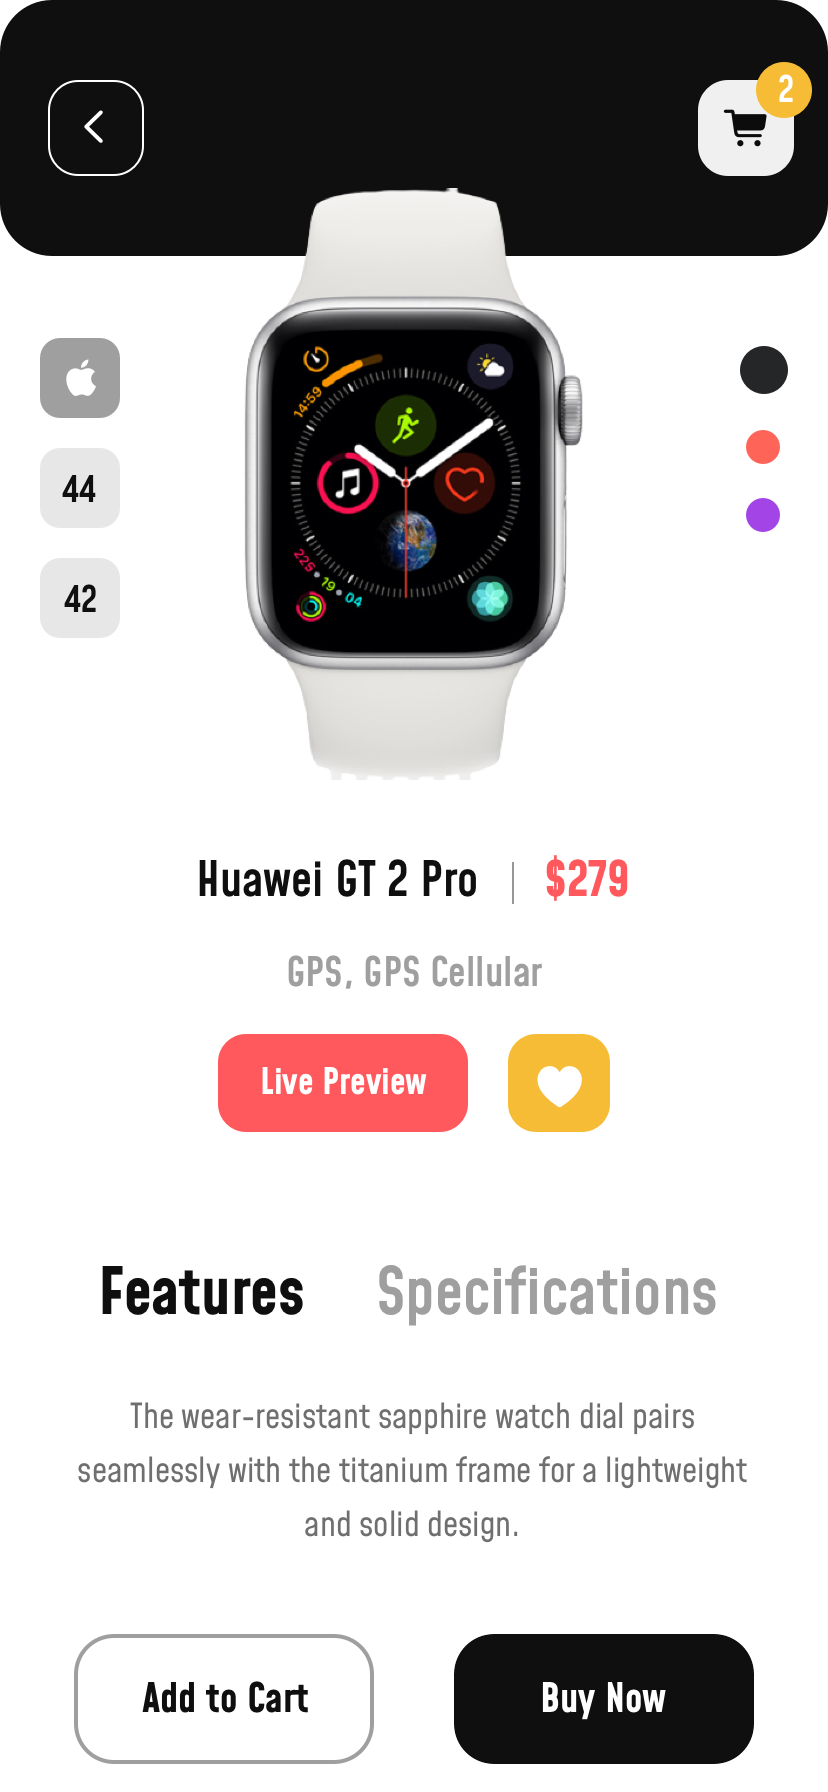 2
14:59
44
225 19 04
42
Huawei GT 2 Pro | $279
GPS, GPS Cellular
Live Preview
Features Specifications
The wear-resistant sapphire watch dial pairs
seamlessly with the titanium frame for a lightweight
and solid design.
Add to Cart Buy Now